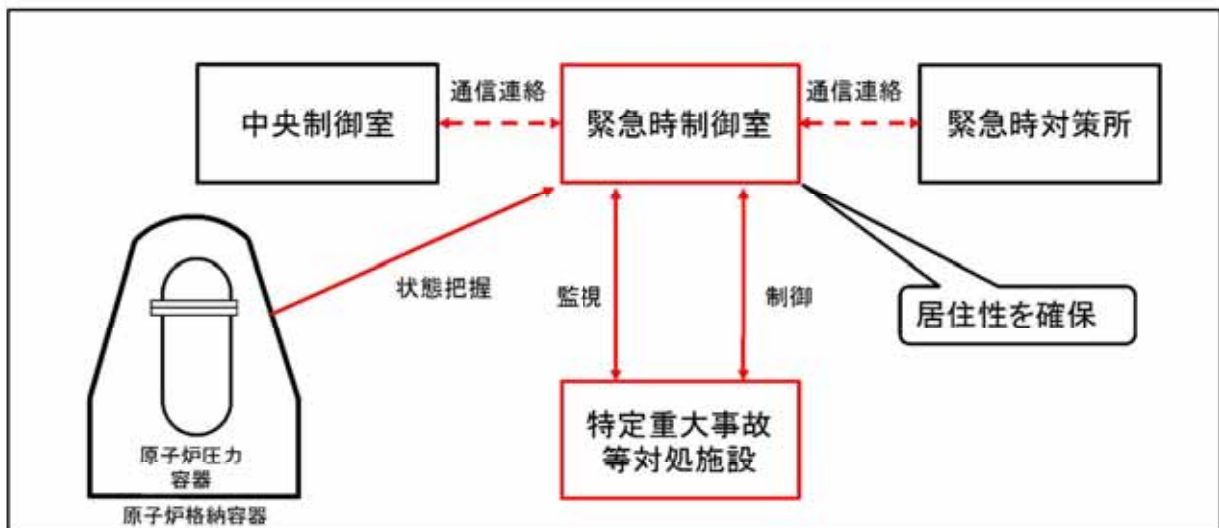 通信連絡
通信連絡
中央制御室
緊急時制御室
緊急時対策所
状態把握
監視
制御
居住性を確保
特定重大事故
等対処施設
原子炉圧力
容器
原子炉格納容器